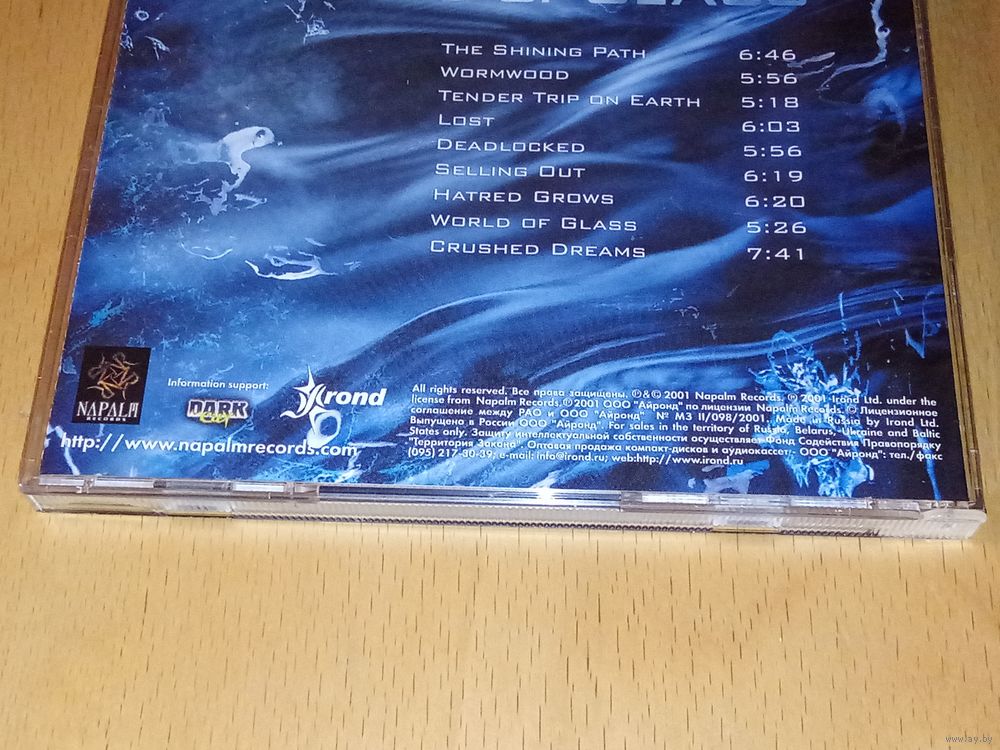 The Shining Path 6:46
Wormwood 5:56
Tender Trip on Earth 5:18
Lost 6:03
Deadlocked 5:56
Selling Out 6:19
Hatred Grows 6:20
World of Glass 5:26
Crushed Dreams 7:41
NAPALM
RECORDS
Information support:
DARK
City
Irond
http://www.napalmrecords.com
All rights reserved. Все права защищены. ℗&© 2001 Napalm Records. ℗ 2001 Irond Ltd. under the
license from Napalm Records.℗2001 ООО "Айронд" по лицензии Napalm Records. © Лицензионное
соглашение между РАО и ООО "Айронд" № МЗ II/098/2001. Made in Russia by Irond Ltd.
Выпущено в России ООО "Айронд". For sales in the territory of Russia, Belarus, Ukraine and Baltic
States only. Защиту интеллектуальной собственности осуществляет Фонд Содействия Правопорядку
"Территория Закона". Оптовая продажа компакт-дисков и аудиокассет:- ООО "Айронд": тел./факс
(095) 217-30-39; e-mail: info@irond.ru; web:http://www.irond.ru
www.ay.by